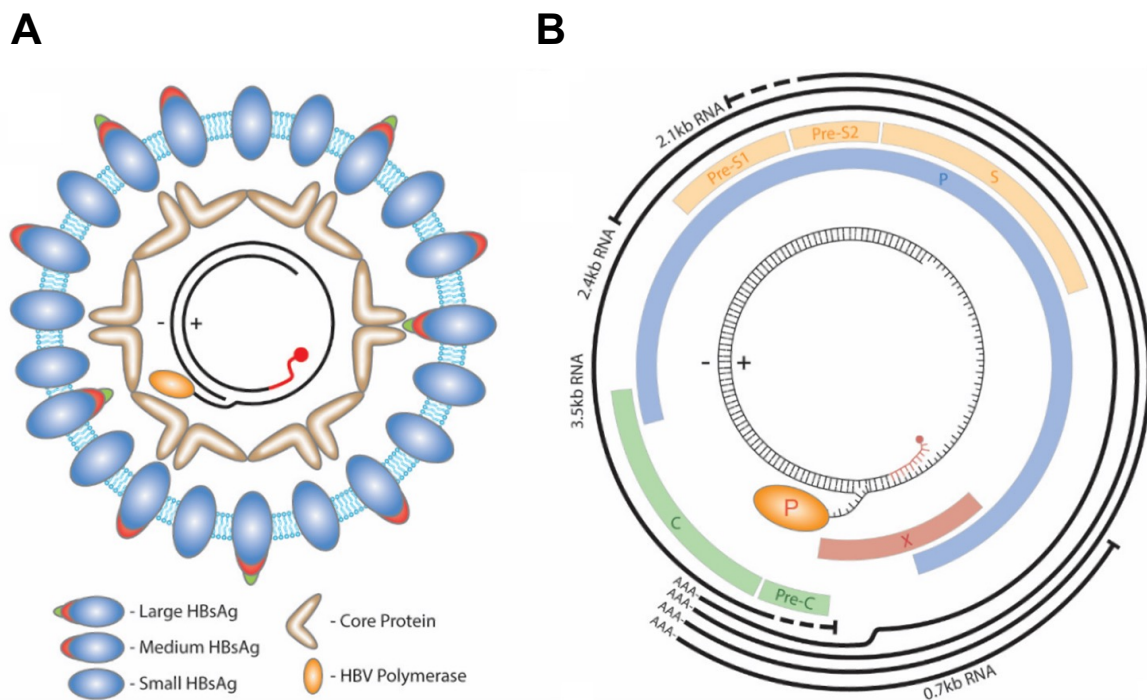 A
B
- +
- Large HBsAg
- Medium HBsAg
- Small HBsAg
- Core Protein
- HBV Polymerase
2.1kb RNA
2.4kb RNA
3.5kb RNA
Pre-S1
Pre-S2
S
P
- +
P
C
X
Pre-C
AAA-
AAA-
AAA-
AAA-
0.7kb RNA